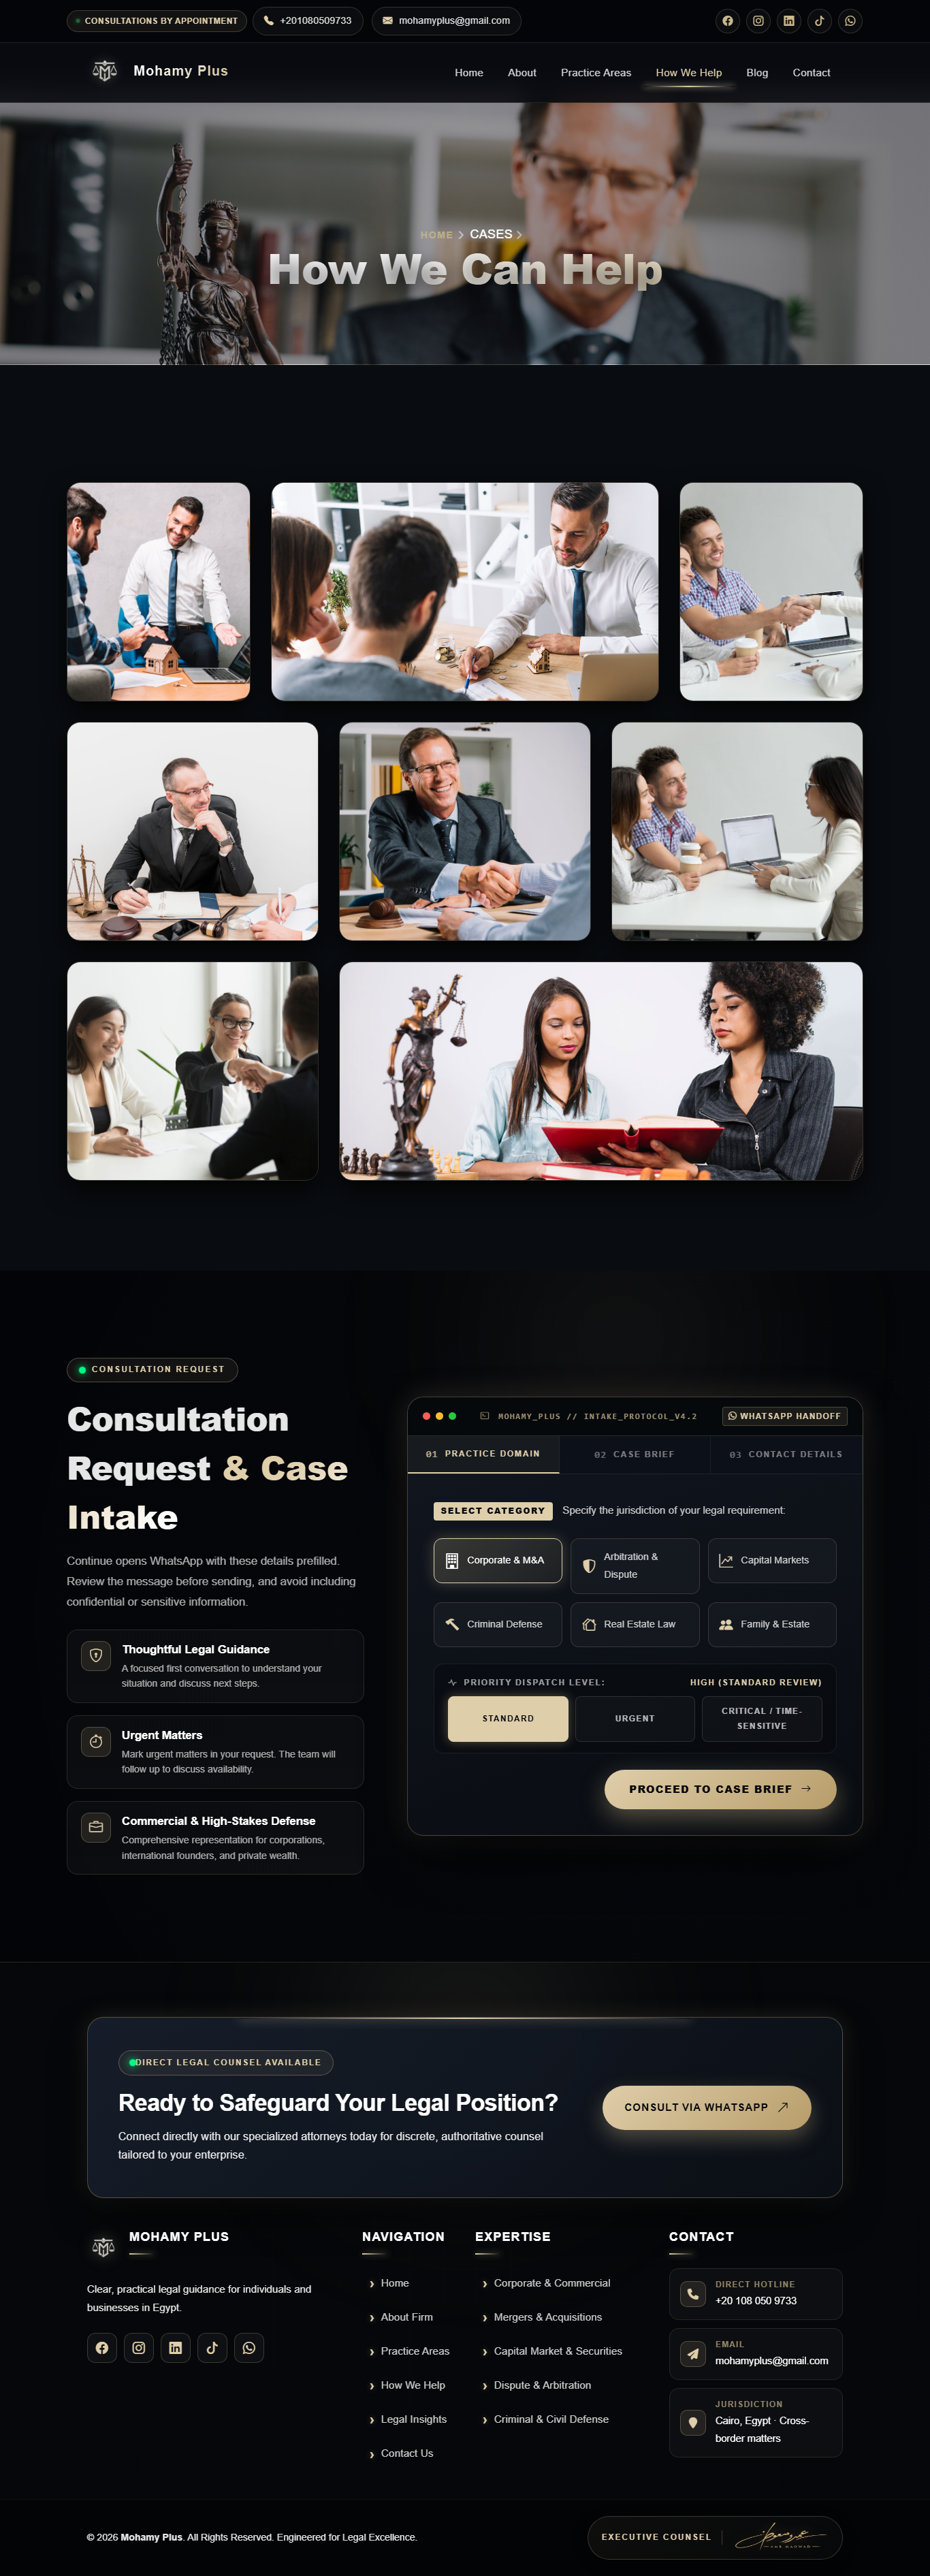 CONSULTATIONS BY APPOINTMENT
+201080509733
mohamyplus@gmail.com
Mohamy Plus
Home
About
Practice Areas
How We Help
Blog
Contact
HOME
CASES
How We Can Help
CONSULTATION REQUEST
Consultation
Request & Case
Intake
Continue opens WhatsApp with these details prefilled.
Review the message before sending, and avoid including
confidential or sensitive information.
Thoughtful Legal Guidance
A focused first conversation to understand your
situation and discuss next steps.
Urgent Matters
Mark urgent matters in your request. The team will
follow up to discuss availability.
Commercial & High-Stakes Defense
Comprehensive representation for corporations,
international founders, and private wealth.
MOHAMY_PLUS // INTAKE_PROTOCOL_V4.2
WHATSAPP HANDOFF
01 PRACTICE DOMAIN
02 CASE BRIEF
03 CONTACT DETAILS
SELECT CATEGORY
Specify the jurisdiction of your legal requirement:
Corporate & M&A
Arbitration &
Dispute
Capital Markets
Criminal Defense
Real Estate Law
Family & Estate
PRIORITY DISPATCH LEVEL:
HIGH (STANDARD REVIEW)
STANDARD
URGENT
CRITICAL / TIME-
SENSITIVE
PROCEED TO CASE BRIEF
DIRECT LEGAL COUNSEL AVAILABLE
Ready to Safeguard Your Legal Position?
Connect directly with our specialized attorneys today for discrete, authoritative counsel
tailored to your enterprise.
CONSULT VIA WHATSAPP
MOHAMY PLUS
Clear, practical legal guidance for individuals and
businesses in Egypt.
NAVIGATION
Home
About Firm
Practice Areas
How We Help
Legal Insights
Contact Us
EXPERTISE
Corporate & Commercial
Mergers & Acquisitions
Capital Market & Securities
Dispute & Arbitration
Criminal & Civil Defense
CONTACT
DIRECT HOTLINE
+20 108 050 9733
EMAIL
mohamyplus@gmail.com
JURISDICTION
Cairo, Egypt · Cross-
border matters
© 2026 Mohamy Plus. All Rights Reserved. Engineered for Legal Excellence.
EXECUTIVE COUNSEL